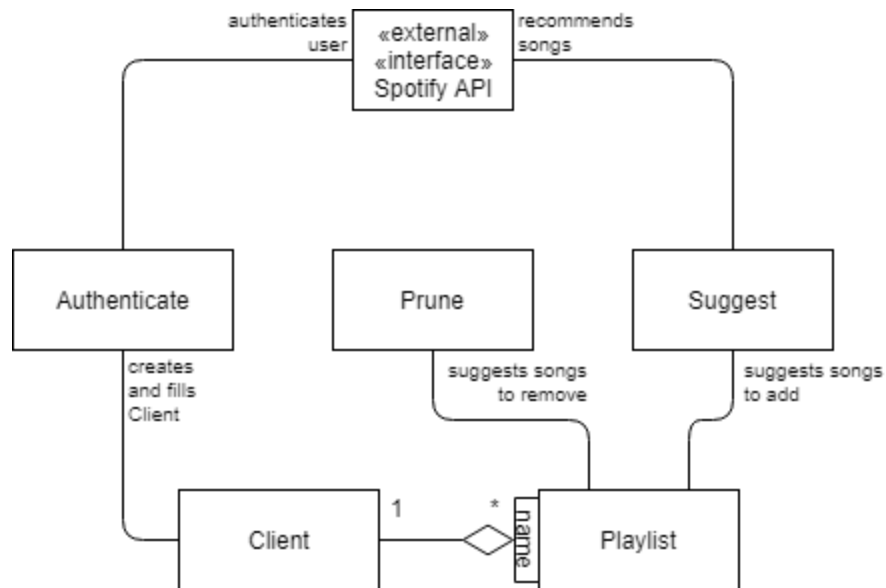 authenticates
user
«external»
«interface»
Spotify API
recommends
songs
Authenticate
Prune
Suggest
creates
and fills
Client
suggests songs
to remove
suggests songs
to add
Client
1
*
name
Playlist